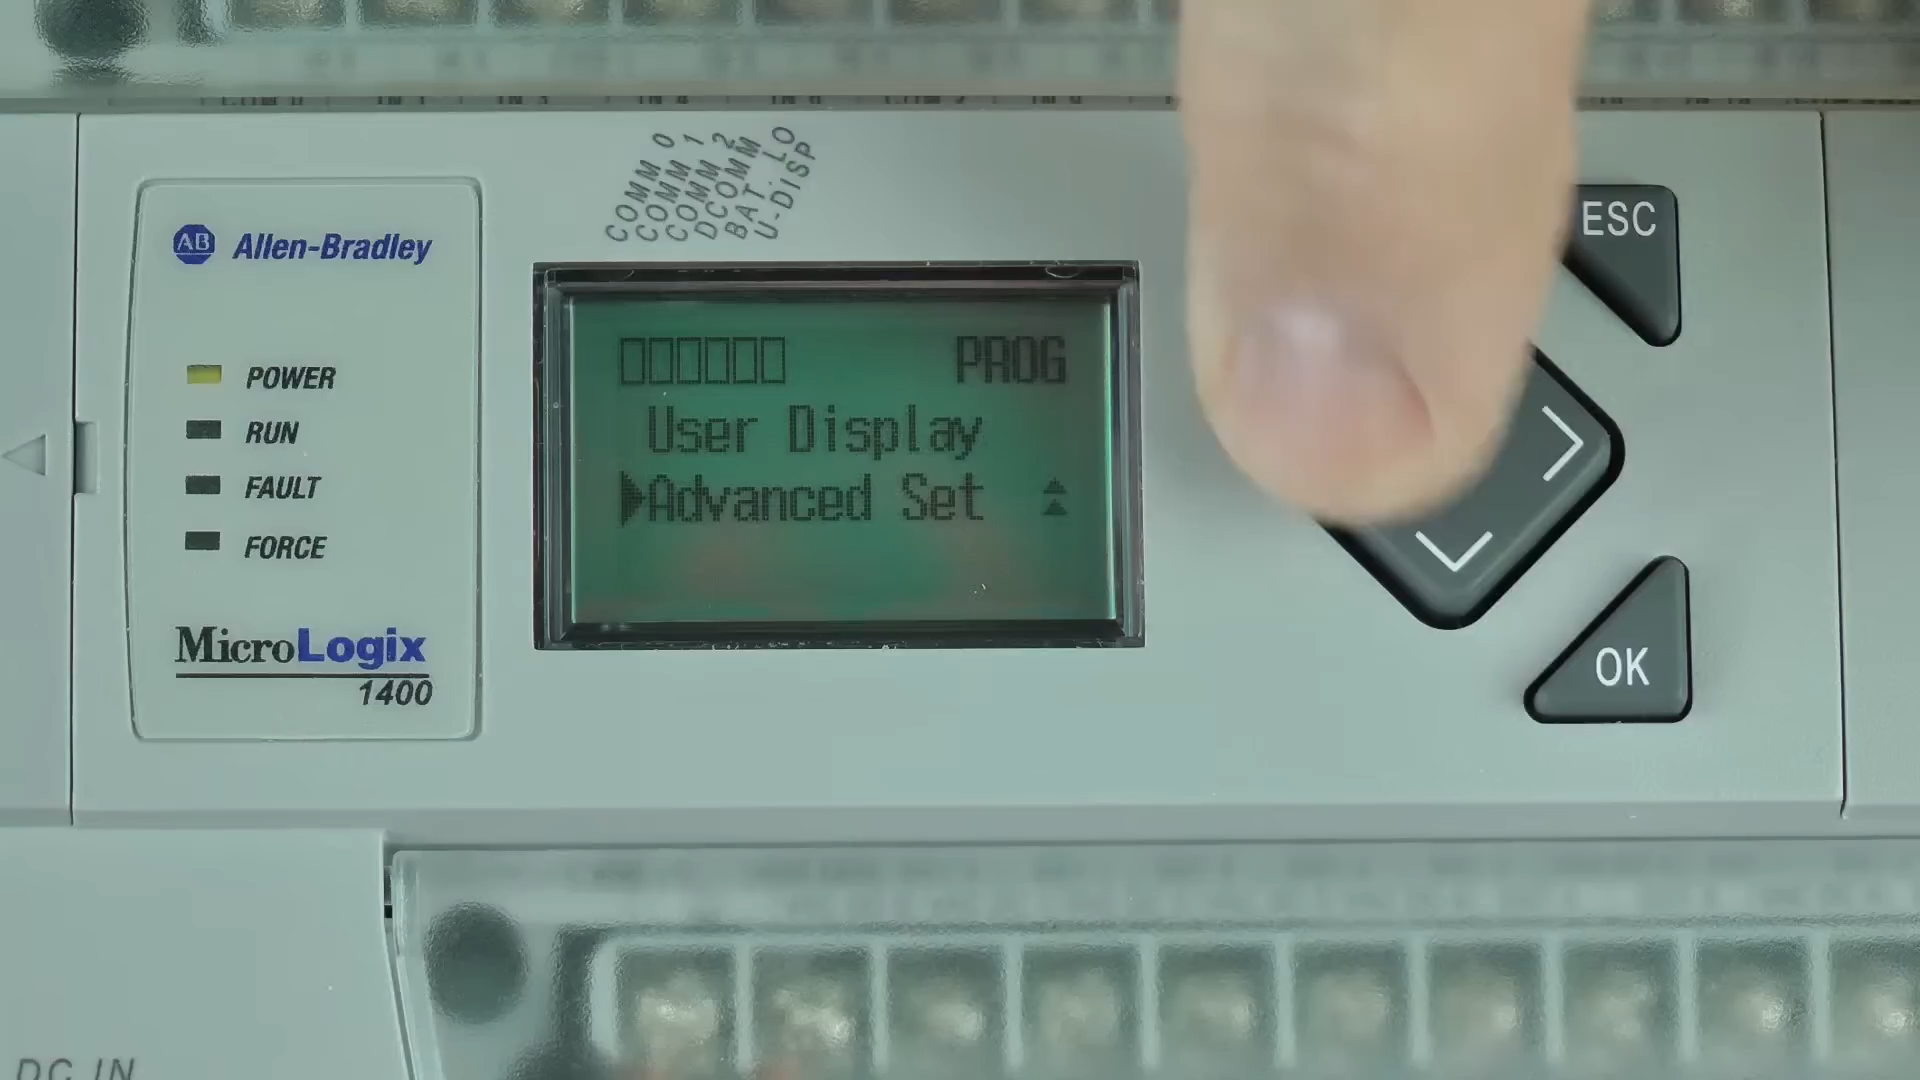 COMM 0
COMM 1
COMM 2
DCOMM
BAT. LO
U-DISP
ESC
AB Allen-Bradley
POWER
RUN
FAULT
FORCE
MicroLogix
1400
PROG
User Display
Advanced Set
OK
DC IN